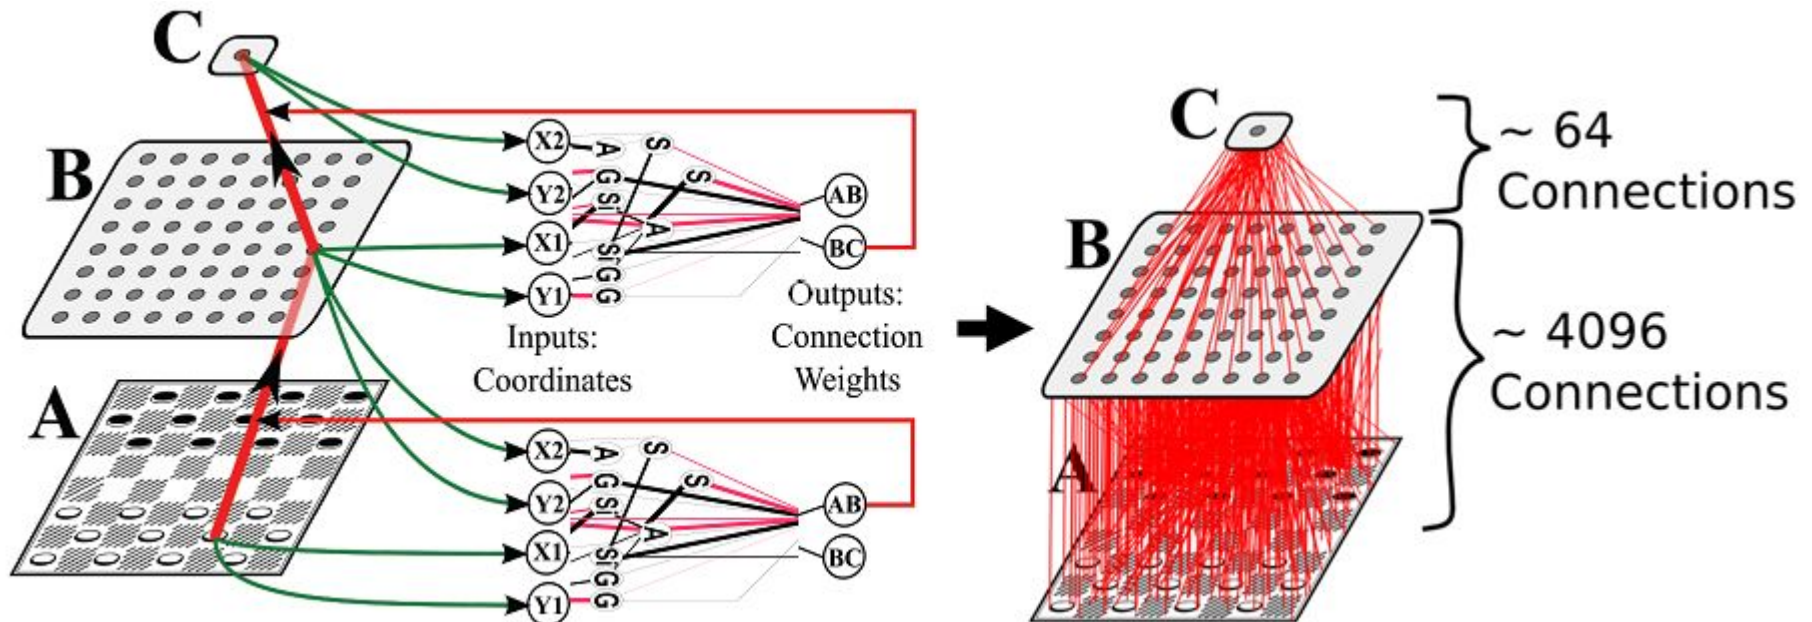 C
B
A
X2
Y2
X1
Y1
A
S
G
S
Si
A
Si
G
G
AB
BC
Inputs:
Coordinates
Outputs:
Connection
Weights
X2
Y2
X1
Y1
A
S
G
S
Si
A
Si
G
G
AB
BC
C
B
A
~ 64
Connections
~ 4096
Connections